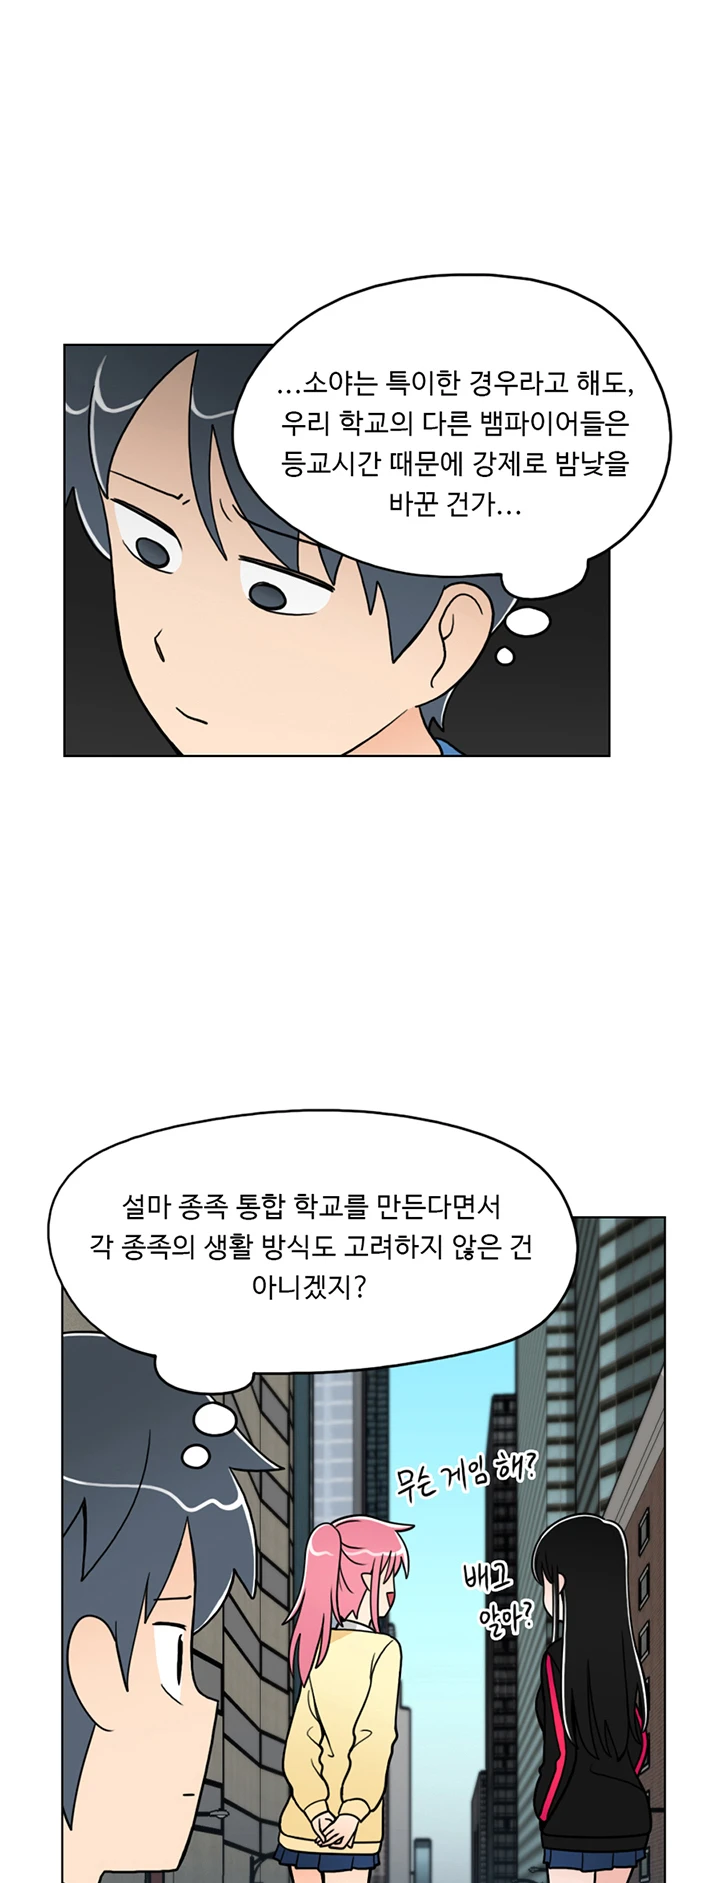 ...소야는 특이한 경우라고 해도,
우리 학교의 다른 뱀파이어들은
등교시간 때문에 강제로 밤낮을
바꾼 건가...
설마 종족 통합 학교를 만든다면서
각 종족의 생활 방식도 고려하지 않은 건
아니겠지?
무슨 게임 해?
배그
알아?